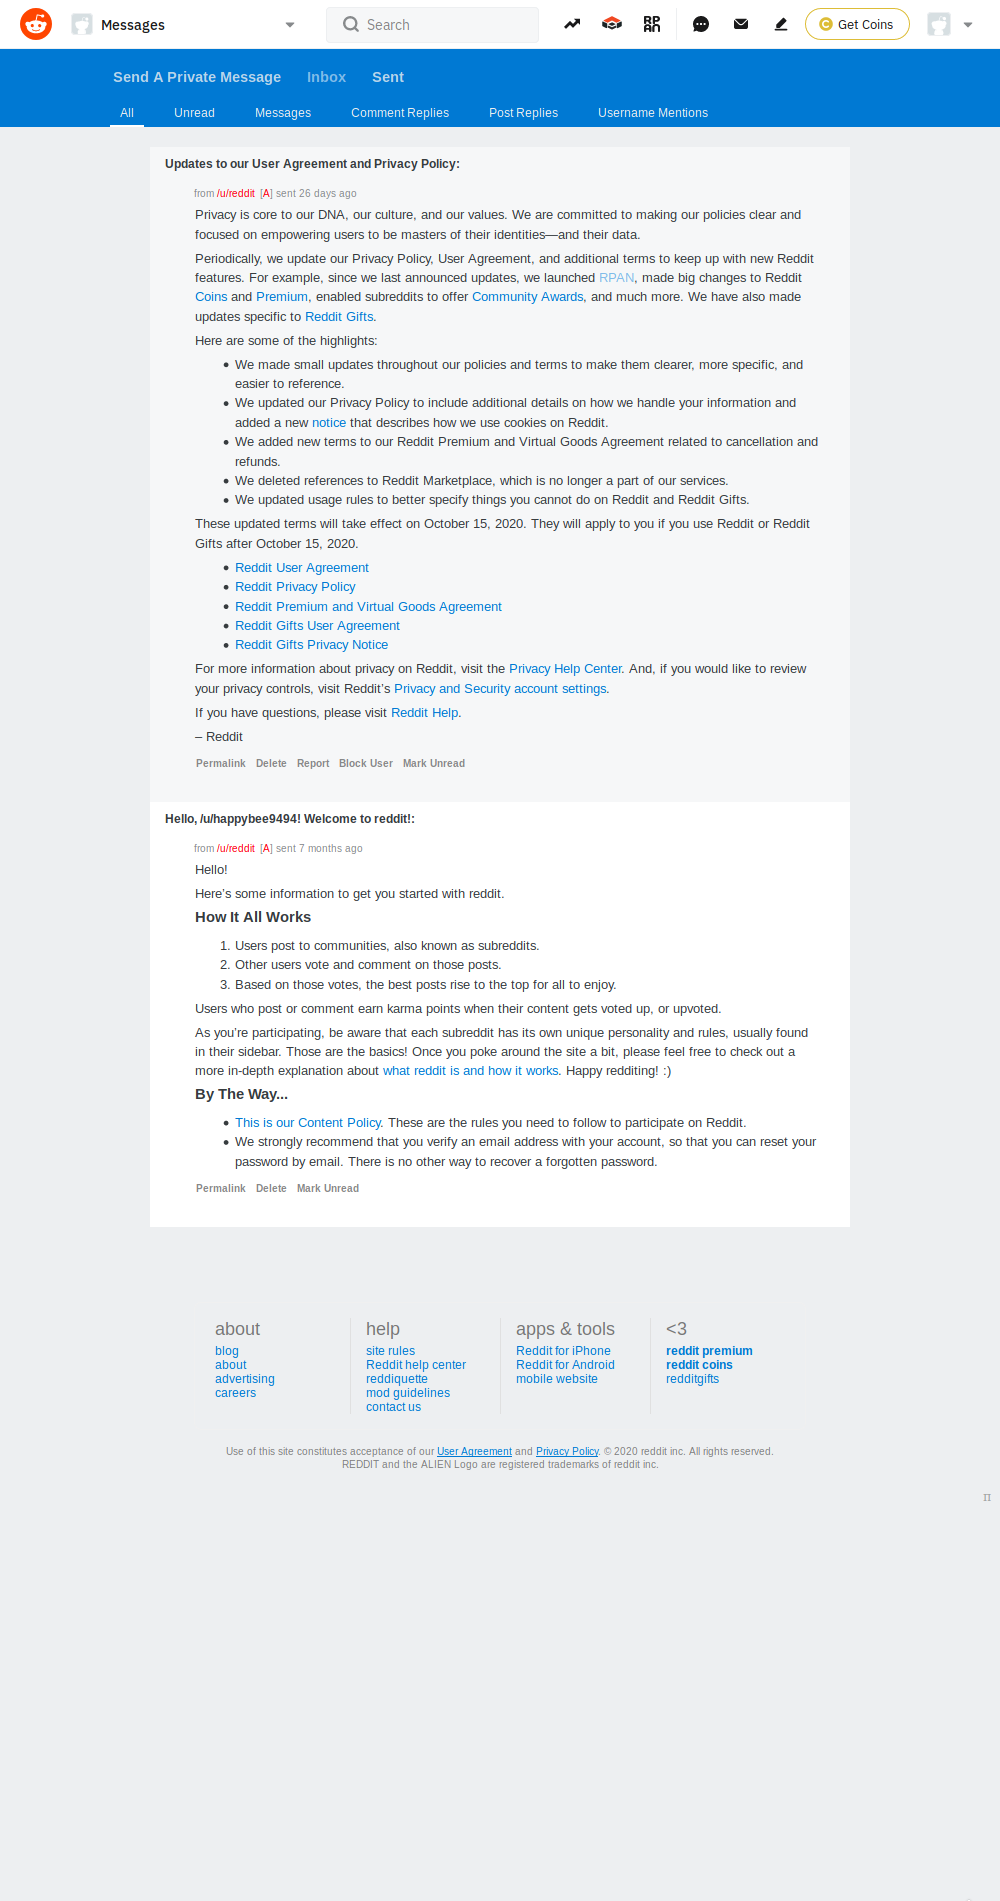 Messages
Search
RPAN
Get Coins
Send A Private Message Inbox Sent
All Unread Messages Comment Replies Post Replies Username Mentions
Updates to our User Agreement and Privacy Policy:
from /u/reddit [A] sent 26 days ago
Privacy is core to our DNA, our culture, and our values. We are committed to making our policies clear and
focused on empowering users to be masters of their identities—and their data.
Periodically, we update our Privacy Policy, User Agreement, and additional terms to keep up with new Reddit
features. For example, since we last announced updates, we launched RPAN, made big changes to Reddit
Coins and Premium, enabled subreddits to offer Community Awards, and much more. We have also made
updates specific to Reddit Gifts.
Here are some of the highlights:
• We made small updates throughout our policies and terms to make them clearer, more specific, and
easier to reference.
• We updated our Privacy Policy to include additional details on how we handle your information and
added a new notice that describes how we use cookies on Reddit.
• We added new terms to our Reddit Premium and Virtual Goods Agreement related to cancellation and
refunds.
• We deleted references to Reddit Marketplace, which is no longer a part of our services.
• We updated usage rules to better specify things you cannot do on Reddit and Reddit Gifts.
These updated terms will take effect on October 15, 2020. They will apply to you if you use Reddit or Reddit
Gifts after October 15, 2020.
• Reddit User Agreement
• Reddit Privacy Policy
• Reddit Premium and Virtual Goods Agreement
• Reddit Gifts User Agreement
• Reddit Gifts Privacy Notice
For more information about privacy on Reddit, visit the Privacy Help Center. And, if you would like to review
your privacy controls, visit Reddit's Privacy and Security account settings.
If you have questions, please visit Reddit Help.
– Reddit
Permalink Delete Report Block User Mark Unread
Hello, /u/happybee9494! Welcome to reddit!:
from /u/reddit [A] sent 7 months ago
Hello!
Here's some information to get you started with reddit.
How It All Works
1. Users post to communities, also known as subreddits.
2. Other users vote and comment on those posts.
3. Based on those votes, the best posts rise to the top for all to enjoy.
Users who post or comment earn karma points when their content gets voted up, or upvoted.
As you're participating, be aware that each subreddit has its own unique personality and rules, usually found
in their sidebar. Those are the basics! Once you poke around the site a bit, please feel free to check out a
more in-depth explanation about what reddit is and how it works. Happy redditing! :)
By The Way...
• This is our Content Policy. These are the rules you need to follow to participate on Reddit.
• We strongly recommend that you verify an email address with your account, so that you can reset your
password by email. There is no other way to recover a forgotten password.
Permalink Delete Mark Unread
about
blog
about
advertising
careers
help
site rules
Reddit help center
reddiquette
mod guidelines
contact us
apps & tools
Reddit for iPhone
Reddit for Android
mobile website
<3
reddit premium
reddit coins
redditgifts
Use of this site constitutes acceptance of our User Agreement and Privacy Policy. © 2020 reddit inc. All rights reserved.
REDDIT and the ALIEN Logo are registered trademarks of reddit inc.
π